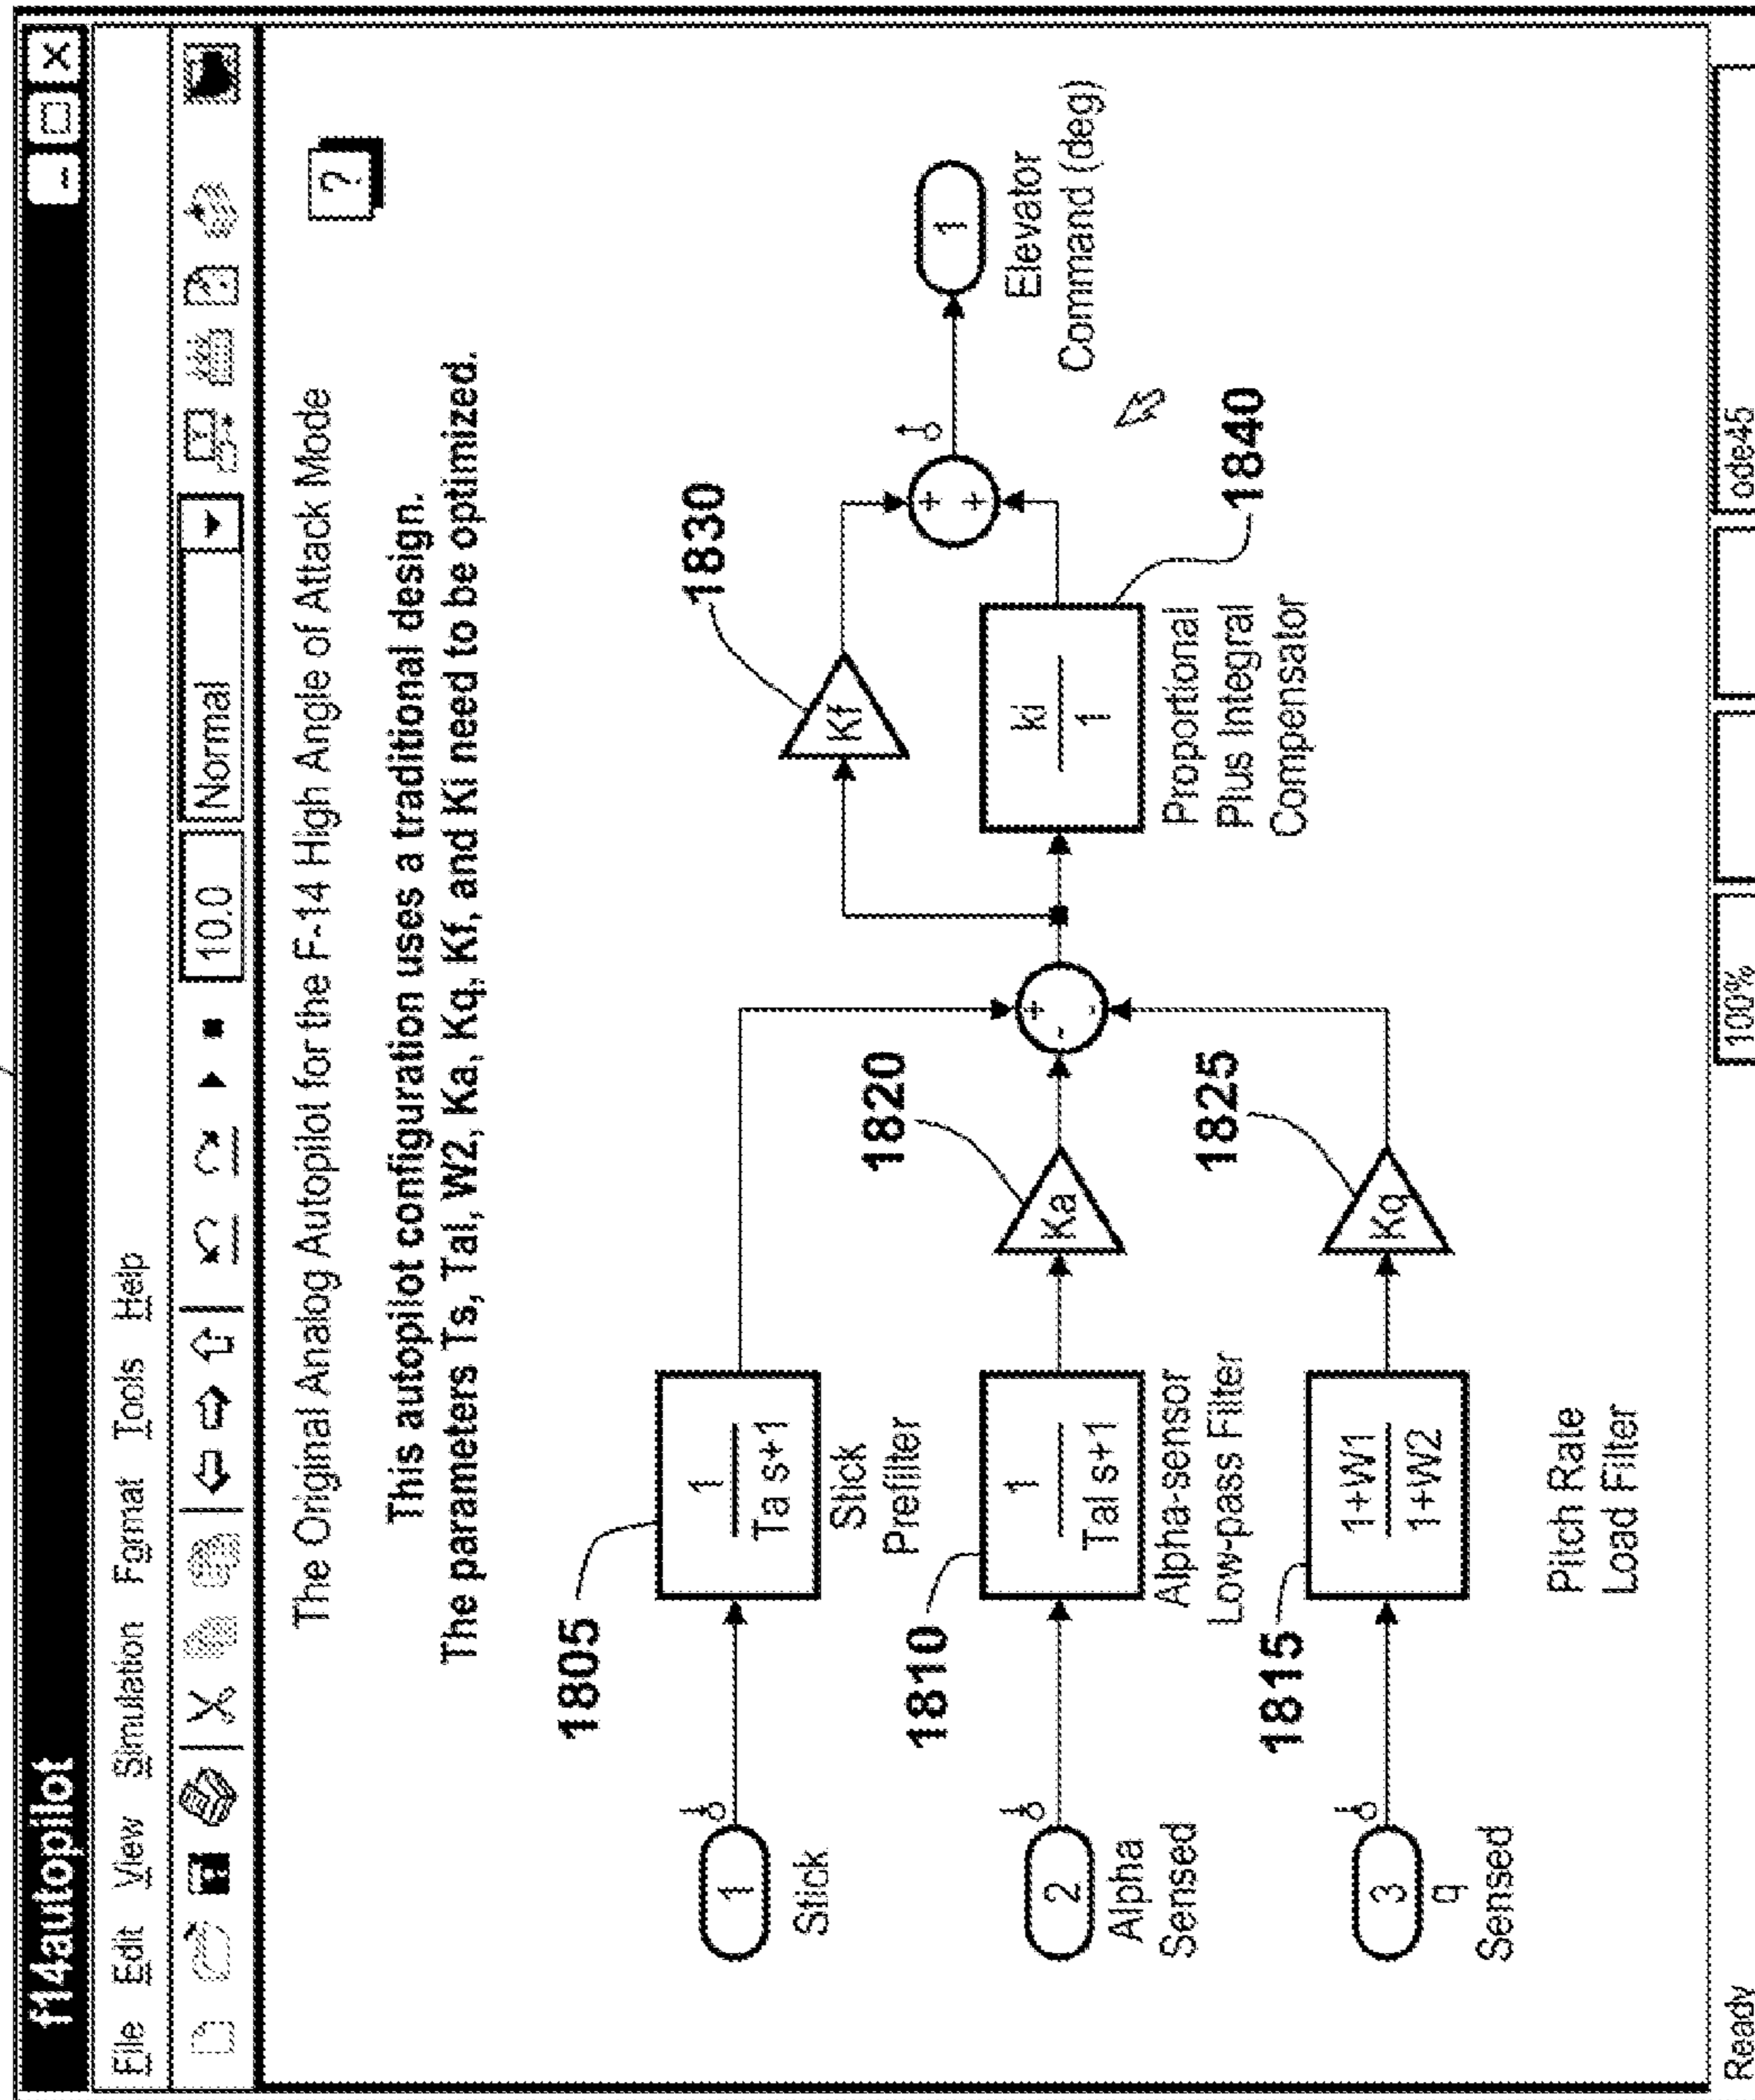 f14autopilot
File Edit View Simulation Format Tools Help
10.0 Normal
The Original Analog Autopilot for the F-14 High Angle of Attack Mode
?
This autopilot configuration uses a traditional design.
The parameters Ts, Tal, W2, Ka, Kq, Kf, and Ki need to be optimized.
1805
1
Stick
1
Ta s+1
Stick
Prefilter
1810
2
Alpha
Sensed
1
Tal s+1
Alpha-sensor
Low-pass Filter
1820
Ka
1815
3
q
Sensed
1+W1
1+W2
Pitch Rate
Load Filter
1825
Kq
+
-
-
1830
Kf
ki
1
Proportional
Plus Integral
Compensator
1840
+
+
1
Elevator
Command (deg)
Ready 100% ode45